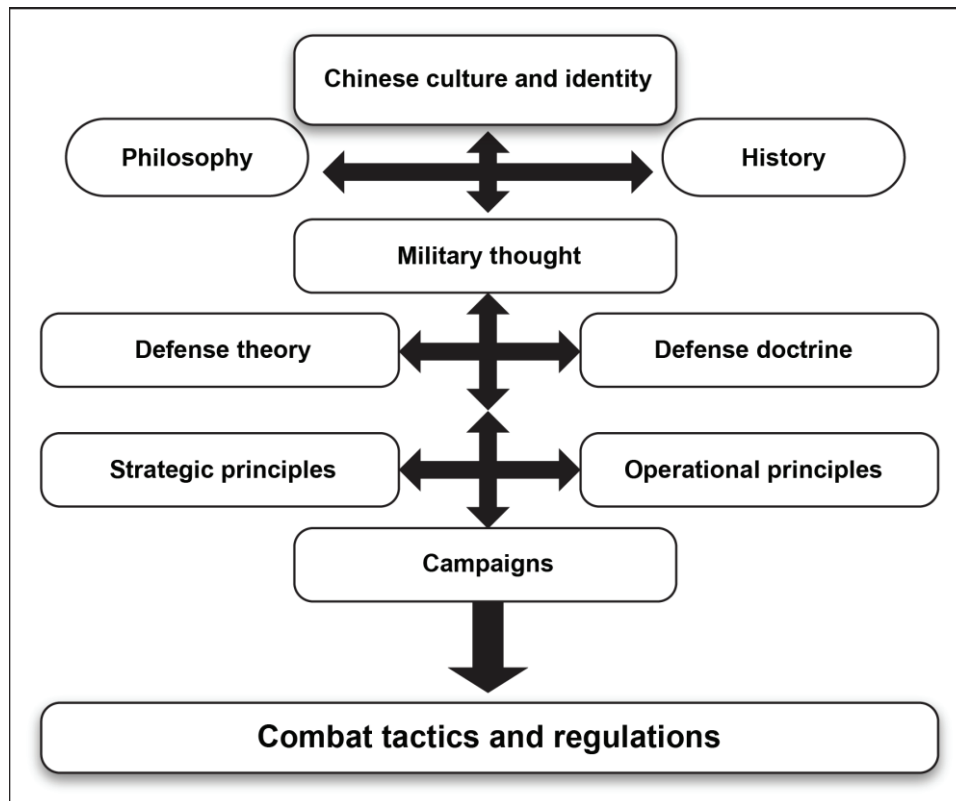 Chinese culture and identity
Philosophy
History
Military thought
Defense theory
Defense doctrine
Strategic principles
Operational principles
Campaigns
Combat tactics and regulations